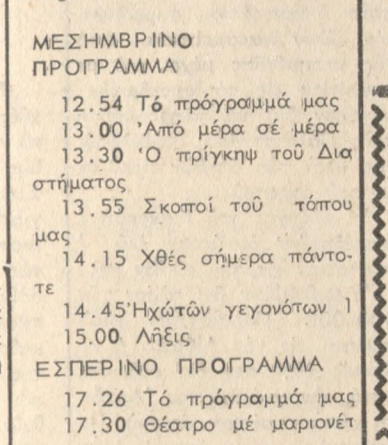 ΜΕΣΗΜΒΡΙΝΟ
ΠΡΟΓΡΑΜΜΑ
12.54 Τό πρόγραμμά μας
13.00 Ἀπό μέρα σέ μέρα
13.30 Ὁ πρίγκηψ τοῦ Δια
στήματος
13.55 Σκοποί τοῦ τόπου
μας
14.15 Χθές σήμερα πάντο-
τε
14.45 Ἠχώτῶν γεγονότων 1
15.00 Λῆξις
ΕΣΠΕΡΙΝΟ ΠΡΟΓΡΑΜΜΑ
17.26 Τό πρόγραμμά μας
17.30 Θέατρο μέ μαριονέτ